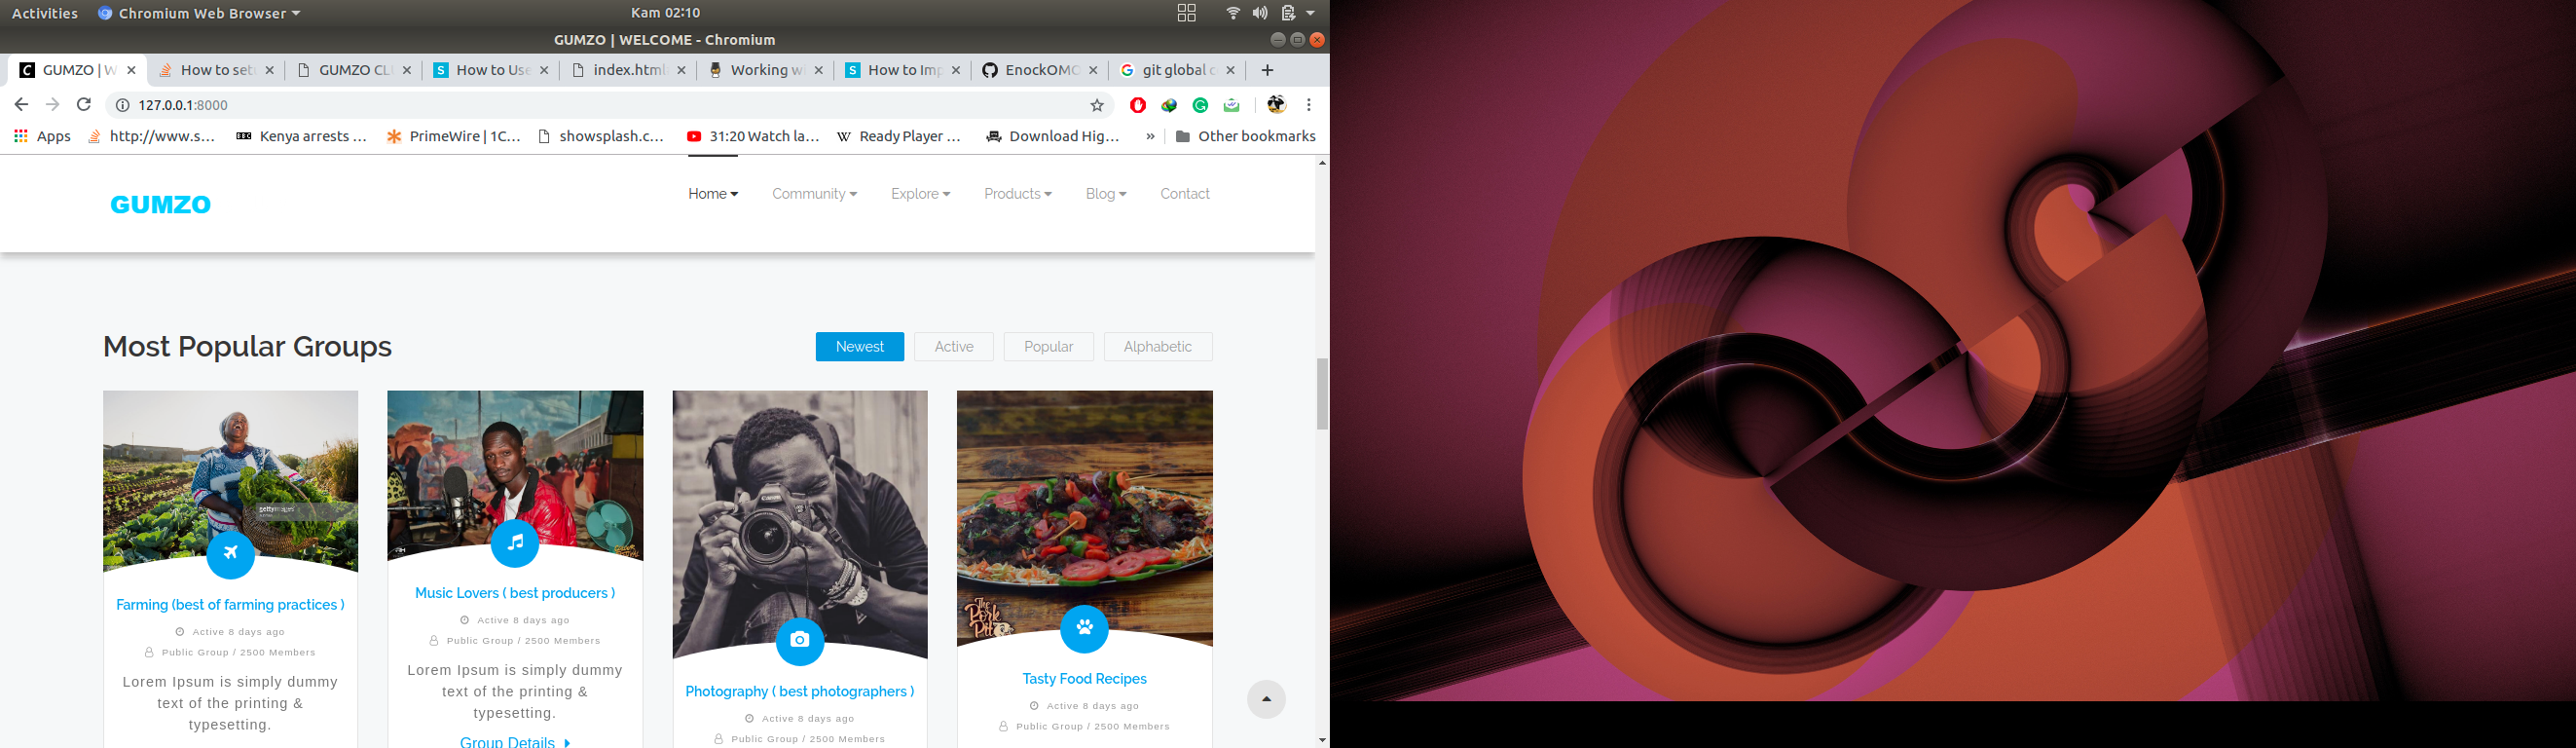 Activities Chromium Web Browser Kam 02:10
GUMZO | WELCOME - Chromium
GUMZO | W How to set GUMZO CL How to Use index.html Working w How to Imp EnockOMO git global c
127.0.0.1:8000
Apps http://www.s... Kenya arrests ... PrimeWire | 1C... showsplash.c... 31:20 Watch la... Ready Player ... Download Hig... » Other bookmarks
GUMZO
Home Community Explore Products Blog Contact
Most Popular Groups
Newest Active Popular Alphabetic
gettyimages
The Pork Pit
Farming (best of farming practices )
Active 8 days ago
Public Group / 2500 Members
Lorem Ipsum is simply dummy
text of the printing &
typesetting.
Music Lovers ( best producers )
Active 8 days ago
Public Group / 2500 Members
Lorem Ipsum is simply dummy
text of the printing &
typesetting.
Group Details
Canon
Photography ( best photographers )
Active 8 days ago
Public Group / 2500 Members
Tasty Food Recipes
Active 8 days ago
Public Group / 2500 Members